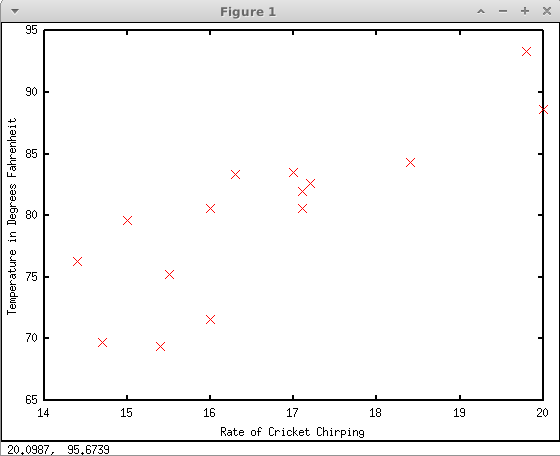 Figure 1
95
90
85
80
75
70
65
Temperature in Degrees Fahrenheit
14 15 16 17 18 19 20
Rate of Cricket Chirping
20.0987, 95.6739